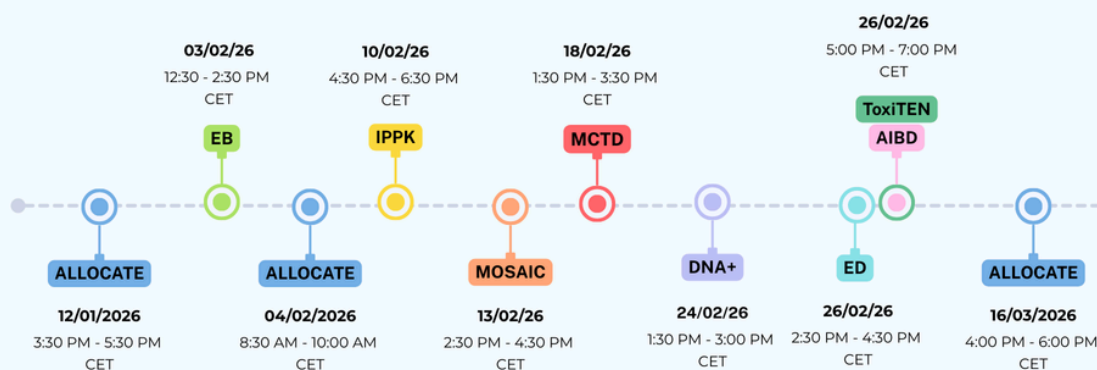 03/02/26
12:30 - 2:30 PM
CET
EB
10/02/26
4:30 PM - 6:30 PM
CET
IPPK
18/02/26
1:30 PM - 3:30 PM
CET
MCTD
26/02/26
5:00 PM - 7:00 PM
CET
ToxiTEN
AIBD
ALLOCATE
12/01/2026
3:30 PM - 5:30 PM
CET
ALLOCATE
04/02/2026
8:30 AM - 10:00 AM
CET
MOSAIC
13/02/26
2:30 PM - 4:30 PM
CET
DNA+
24/02/26
1:30 PM - 3:00 PM
CET
ED
26/02/26
2:30 PM - 4:30 PM
CET
ALLOCATE
16/03/2026
4:00 PM - 6:00 PM
CET